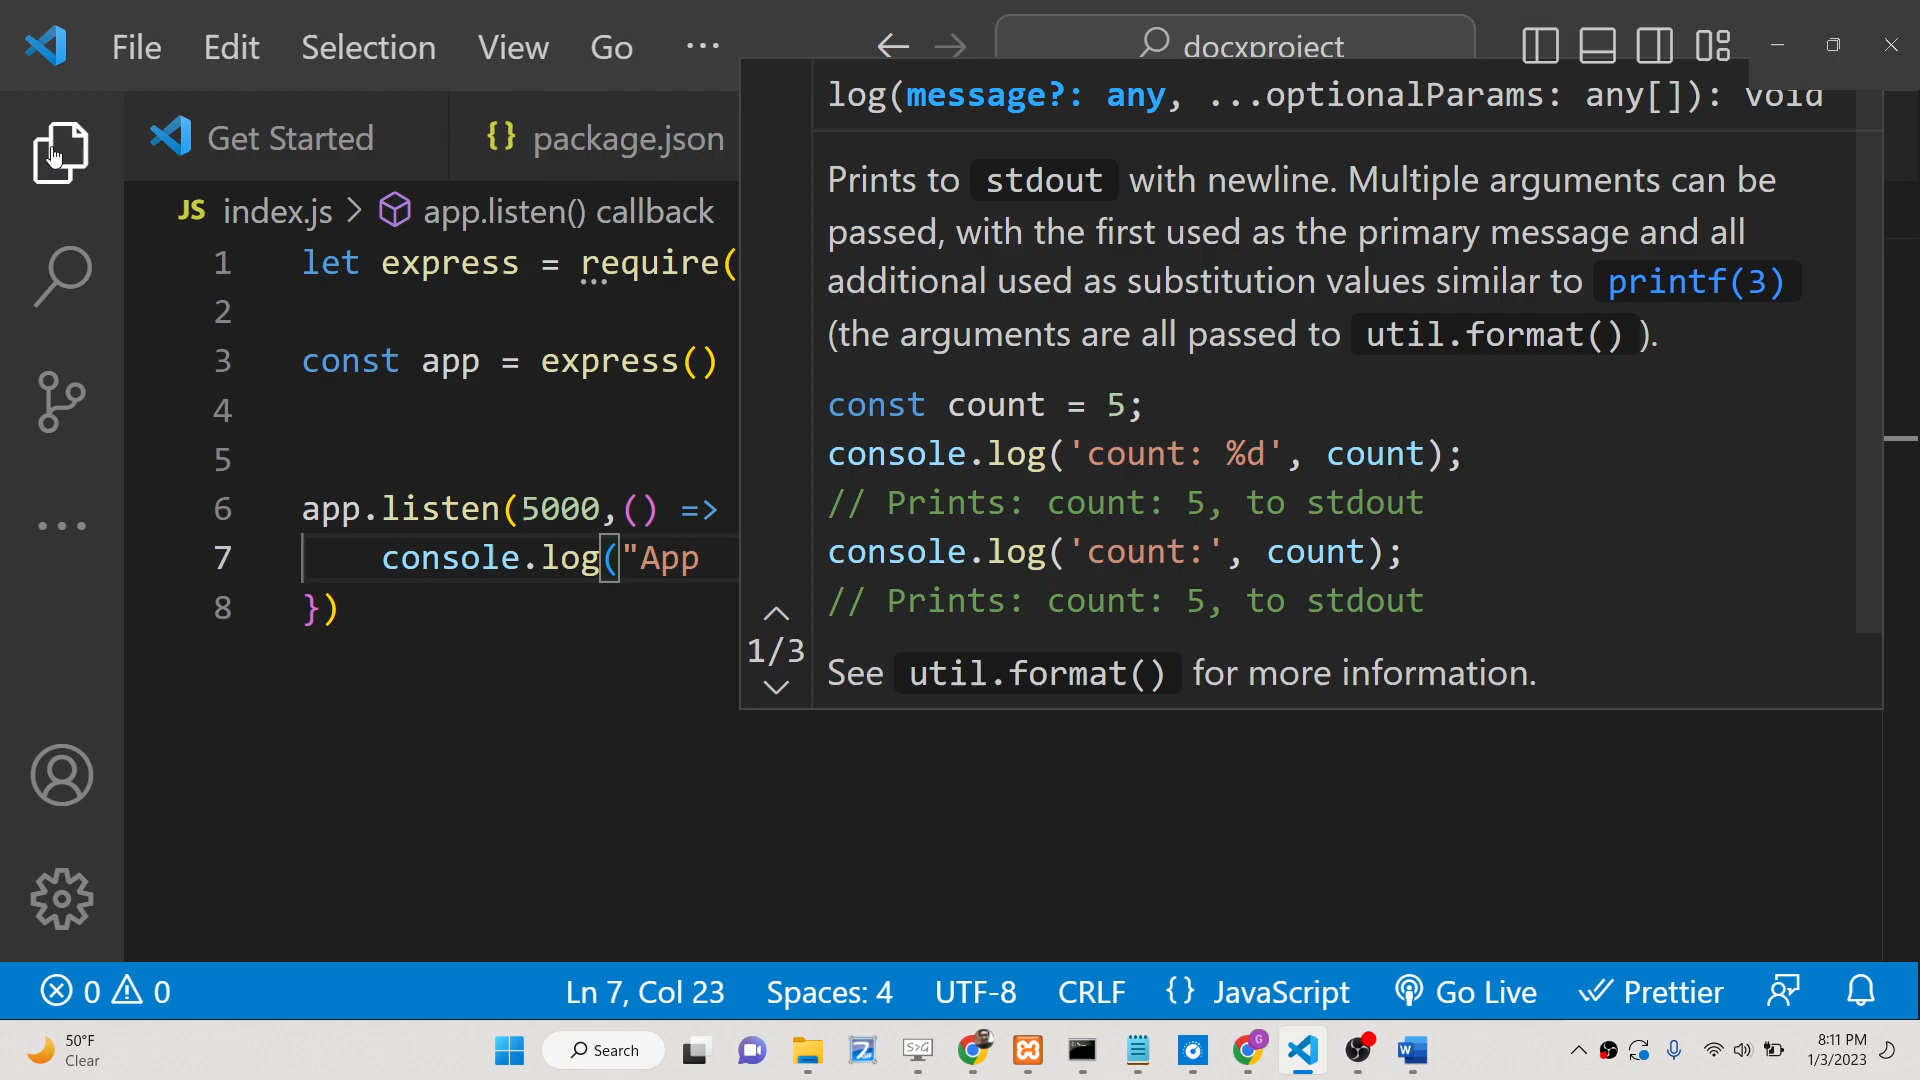 File Edit Selection View Go ···
docxproject
Get Started
{} package.json
JS index.js > app.listen() callback
1 let express = require(
2
3 const app = express()
4
5
6 app.listen(5000,() =>
7 console.log("App
8 })
log(message?: any, ...optionalParams: any[]): void
Prints to stdout with newline. Multiple arguments can be
passed, with the first used as the primary message and all
additional used as substitution values similar to printf(3)
(the arguments are all passed to util.format()).
const count = 5;
console.log('count: %d', count);
// Prints: count: 5, to stdout
console.log('count:', count);
// Prints: count: 5, to stdout
1/3
See util.format() for more information.
0 0
Ln 7, Col 23 Spaces: 4 UTF-8 CRLF {} JavaScript Go Live Prettier
50°F
Clear
Search
8:11 PM
1/3/2023